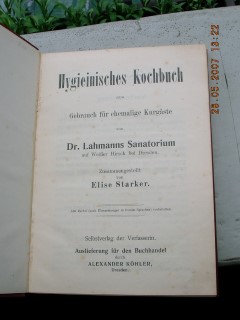 Hygieinisches Kochbuch
zum
Gebrauch für ehemalige Kurgäste
von
Dr. Lahmanns Sanatorium
auf Weißer Hirsch bei Dresden.
Zusammengestellt
von
Elise Starker.
Selbstverlag der Verfasserin.
Auslieferung für den Buchhandel
durch
ALEXANDER KÖHLER,
Dresden.
28.05.2007 13:22